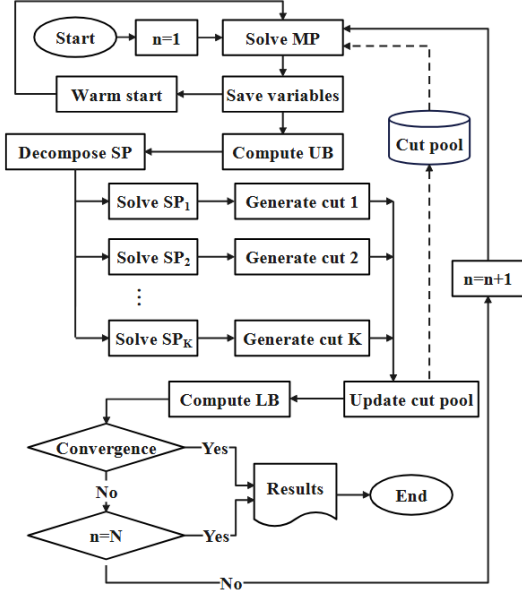 Start
n=1
Solve MP
Warm start
Save variables
Cut pool
Decompose SP
Compute UB
Solve SP₁
Generate cut 1
Solve SP₂
Generate cut 2
n=n+1
⋮
Solve SPK
Generate cut K
Compute LB
Update cut pool
Convergence
Yes
Results
End
No
n=N
Yes
No